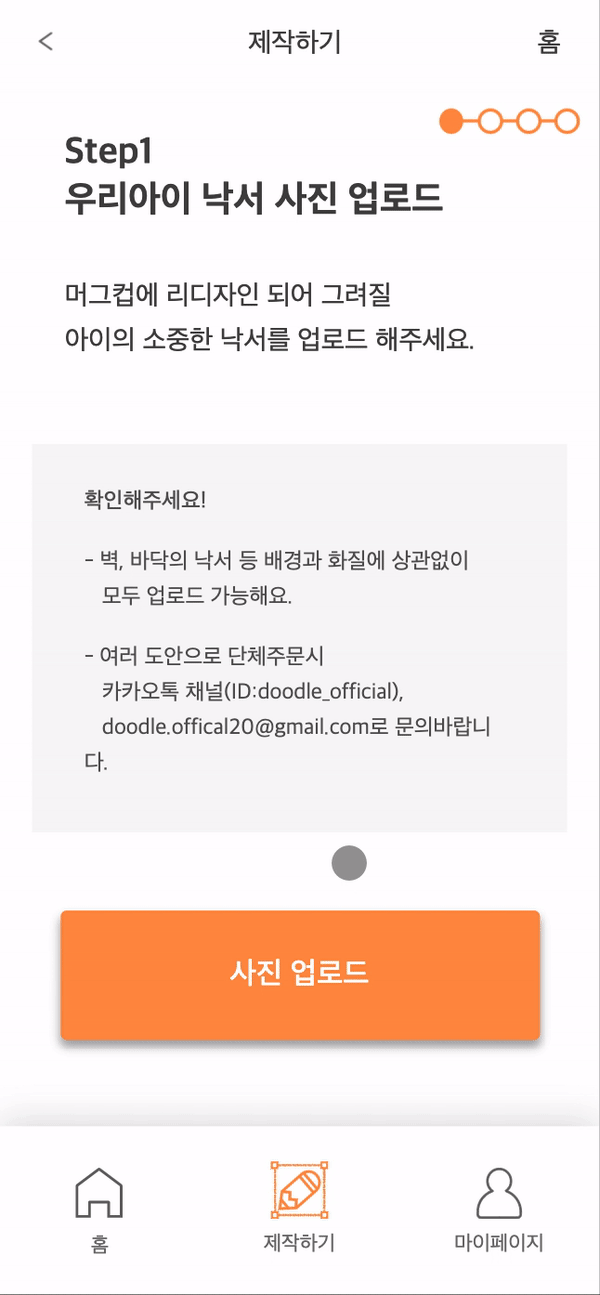 제작하기
홈
Step1
우리아이 낙서 사진 업로드
머그컵에 리디자인 되어 그려질
아이의 소중한 낙서를 업로드 해주세요.
확인해주세요!
- 벽, 바닥의 낙서 등 배경과 화질에 상관없이
모두 업로드 가능해요.
- 여러 도안으로 단체주문시
카카오톡 채널(ID:doodle_official),
doodle.offical20@gmail.com로 문의바랍니
다.
사진 업로드
홈
제작하기
마이페이지